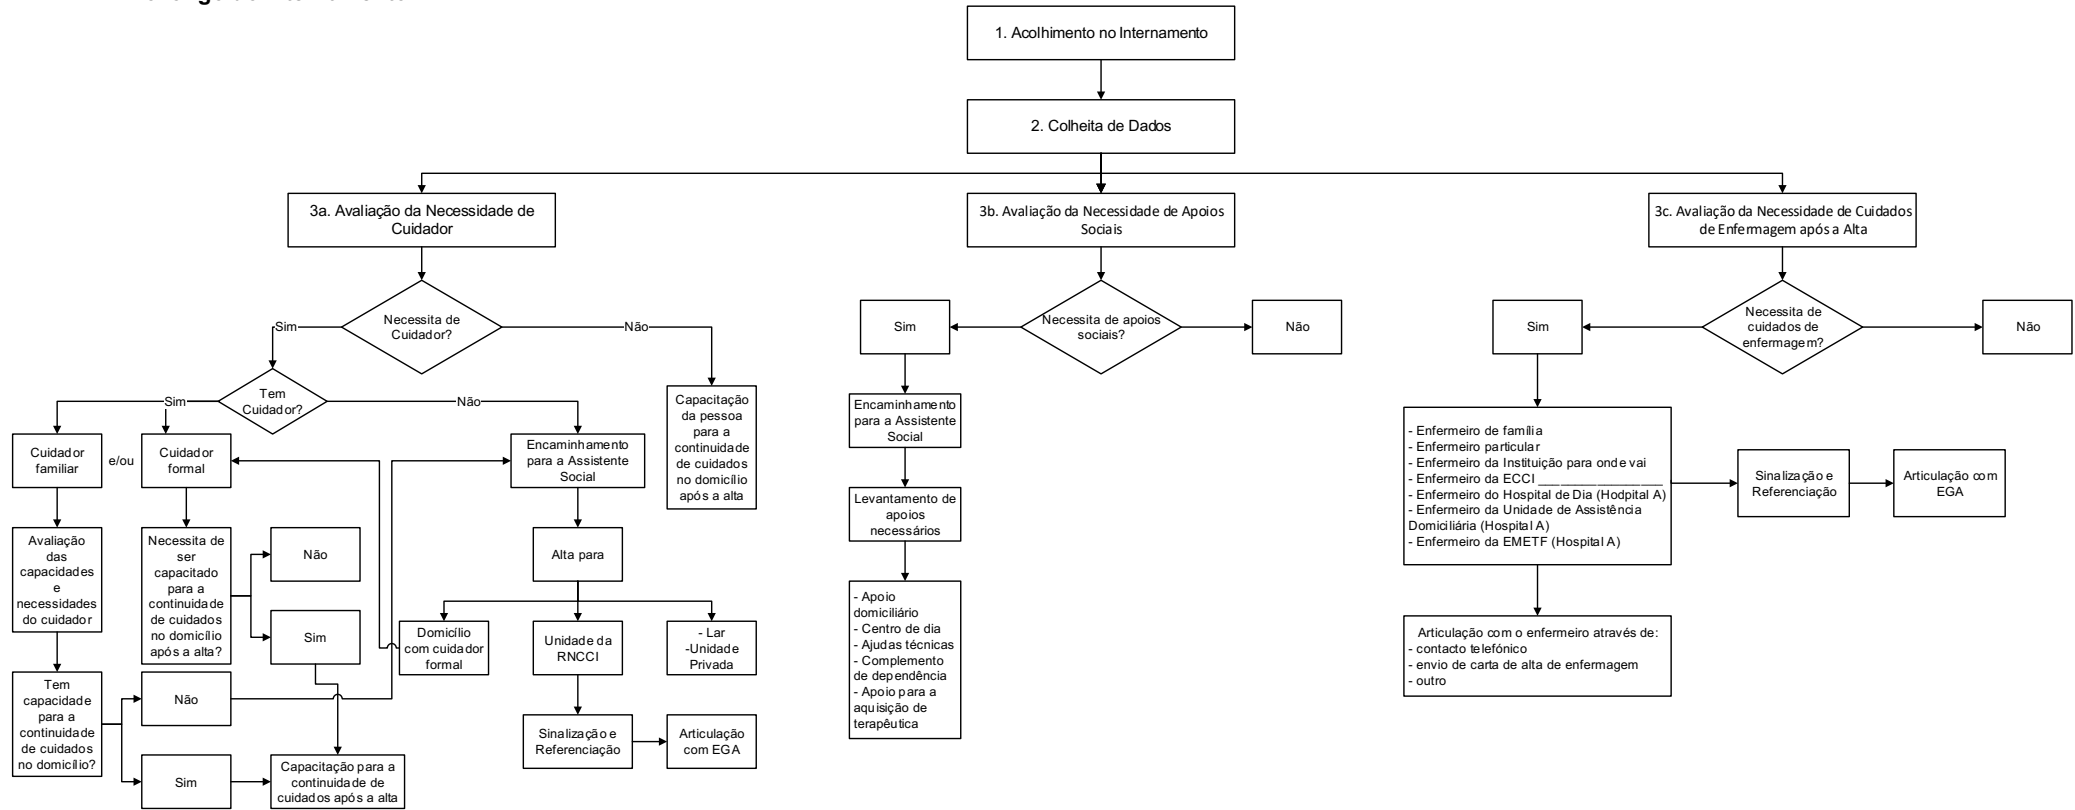 1. Acolhimento no Internamento
2. Colheita de Dados
3a. Avaliação da Necessidade de
Cuidador
3b. Avaliação da Necessidade de Apoios
Sociais
3c. Avaliação da Necessidade de Cuidados
de Enfermagem após a Alta
Necessita de
Cuidador?
Sim
Não
Tem
Cuidador?
Sim
Não
Capacitação
da pessoa
para a
continuidade
de cuidados
no domicílio
após a alta
Cuidador
familiar
e/ou
Cuidador
formal
Encaminhamento
para a Assistente
Social
Avaliação
das
capacidades
e
necessidades
do cuidador
Necessita de
ser
capacitado
para a
continuidade
de cuidados
no domicílio
após a alta?
Não
Sim
Alta para
Domicílio
com cuidador
formal
Unidade da
RNCCI
- Lar
-Unidade
Privada
Tem
capacidade
para a
continuidade
de cuidados
no domicílio?
Não
Sim
Capacitação para a
continuidade de
cuidados após a alta
Sinalização e
Referenciação
Articulação
com EGA
Necessita de apoios
sociais?
Sim
Não
Encaminhamento
para a Assistente
Social
Levantamento de
apoios
necessários
- Apoio
domiciliário
- Centro de dia
- Ajudas técnicas
- Complemento
de dependência
- Apoio para a
aquisição de
terapêutica
Necessita de
cuidados de
enfermagem?
Sim
Não
- Enfermeiro de família
- Enfermeiro particular
- Enfermeiro da Instituição para onde vai
- Enfermeiro da ECCI __________________
- Enfermeiro do Hospital de Dia (Hodpital A)
- Enfermeiro da Unidade de Assistência
Domiciliária (Hospital A)
- Enfermeiro da EMETF (Hospital A)
Sinalização e
Referenciação
Articulação com
EGA
Articulação com o enfermeiro através de:
- contacto telefónico
- envio de carta de alta de enfermagem
- outro